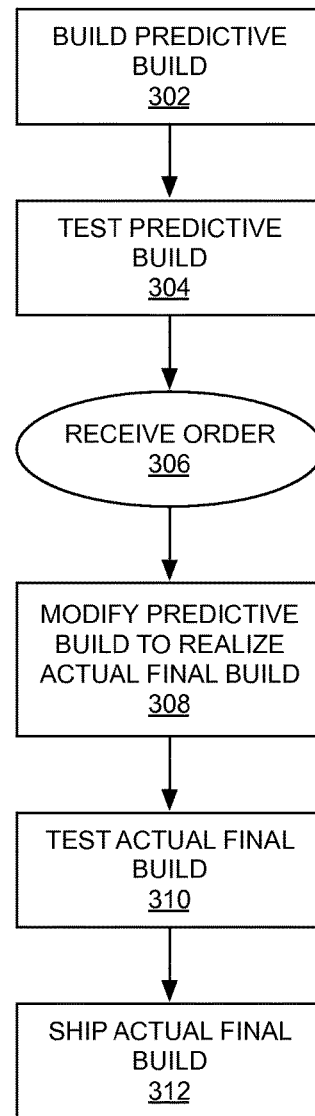 BUILD PREDICTIVE
BUILD
302
TEST PREDICTIVE
BUILD
304
RECEIVE ORDER
306
MODIFY PREDICTIVE
BUILD TO REALIZE
ACTUAL FINAL BUILD
308
TEST ACTUAL FINAL
BUILD
310
SHIP ACTUAL FINAL
BUILD
312